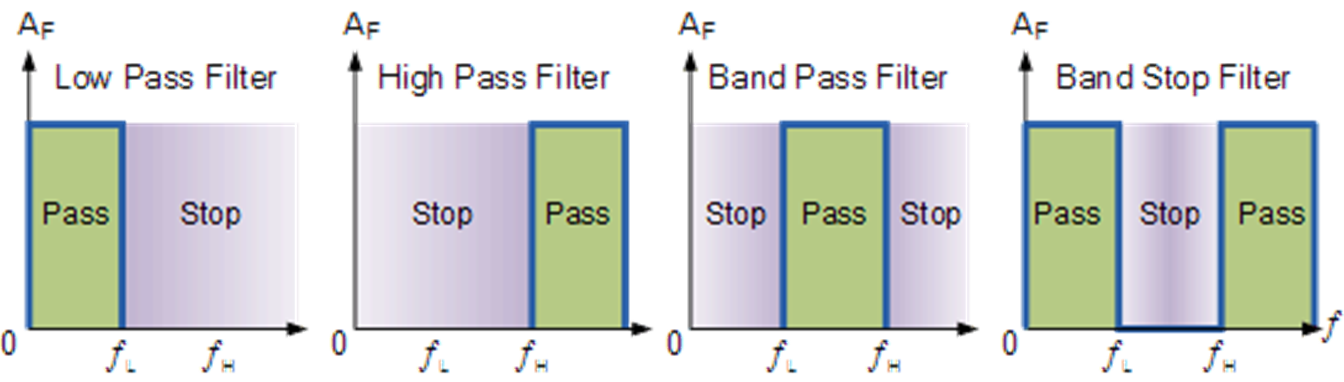 A_F A_F A_F A_F
Low Pass Filter High Pass Filter Band Pass Filter Band Stop Filter
Pass Stop Stop Pass Stop Pass Stop Pass Stop Pass
0 f_L f_H 0 f_L f_H 0 f_L f_H 0 f_L f_H f